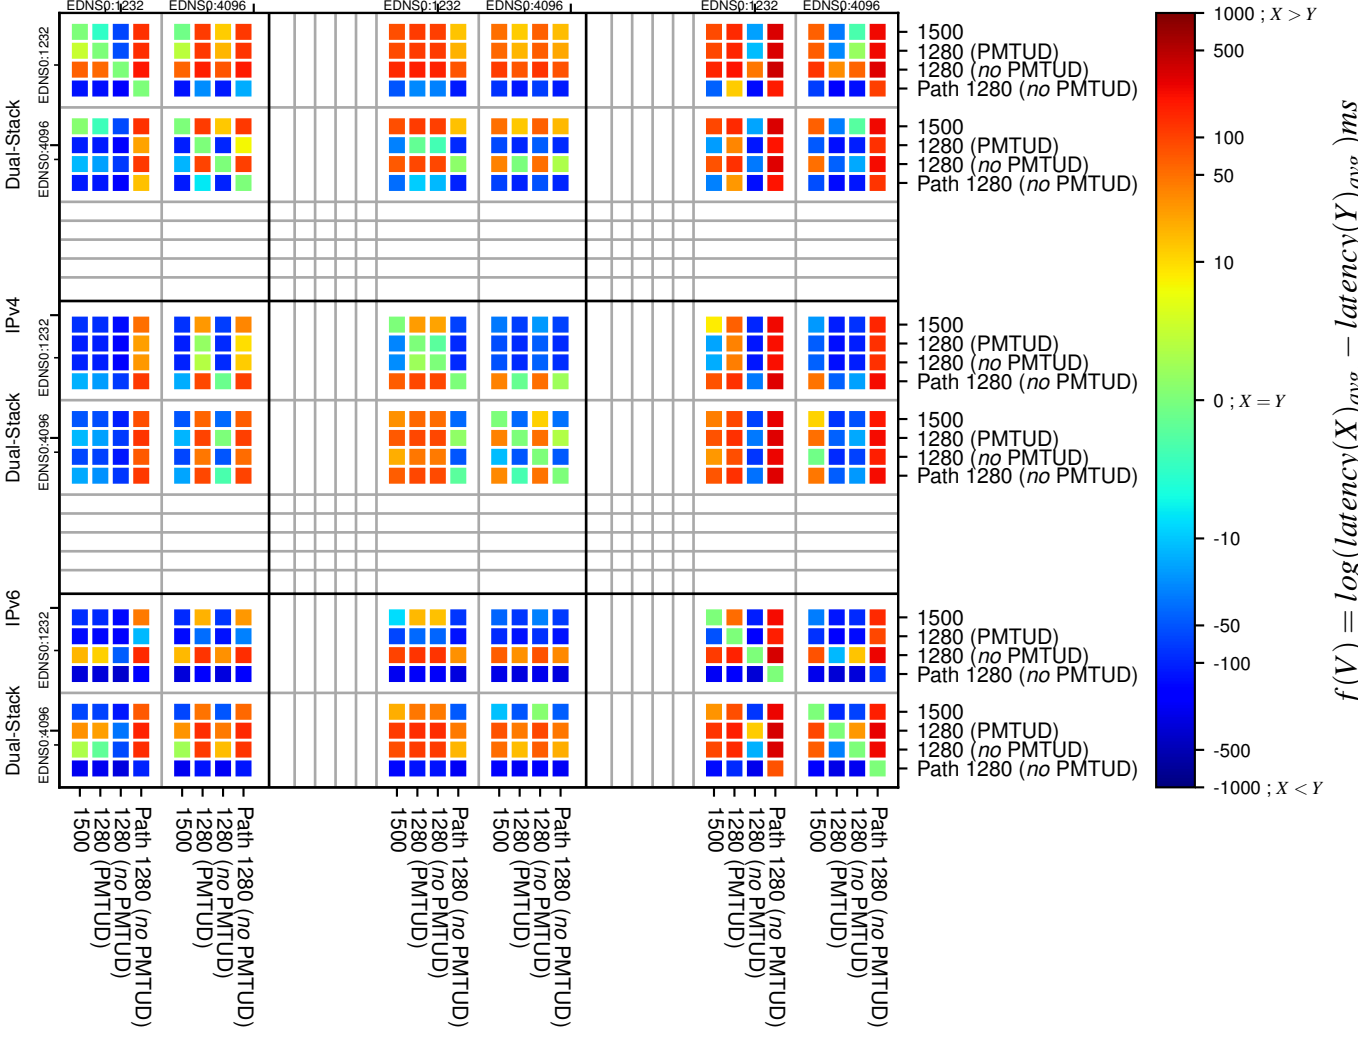 EDNS0:1232
EDNS0:4096
EDNS0:1232
EDNS0:4096
EDNS0:1232
EDNS0:4096
Dual-Stack
EDNS0:1232
EDNS0:4096
1500
1280 (PMTUD)
1280 (no PMTUD)
Path 1280 (no PMTUD)
1500
1280 (PMTUD)
1280 (no PMTUD)
Path 1280 (no PMTUD)
IPv4
Dual-Stack
EDNS0:1232
EDNS0:4096
1500
1280 (PMTUD)
1280 (no PMTUD)
Path 1280 (no PMTUD)
1500
1280 (PMTUD)
1280 (no PMTUD)
Path 1280 (no PMTUD)
IPv6
Dual-Stack
EDNS0:1232
EDNS0:4096
1500
1280 (PMTUD)
1280 (no PMTUD)
Path 1280 (no PMTUD)
1500
1280 (PMTUD)
1280 (no PMTUD)
Path 1280 (no PMTUD)
1500
1280 (PMTUD)
1280 (no PMTUD)
Path 1280 (no PMTUD)
1500
1280 (PMTUD)
1280 (no PMTUD)
Path 1280 (no PMTUD)
1500
1280 (PMTUD)
1280 (no PMTUD)
Path 1280 (no PMTUD)
1500
1280 (PMTUD)
1280 (no PMTUD)
Path 1280 (no PMTUD)
1500
1280 (PMTUD)
1280 (no PMTUD)
Path 1280 (no PMTUD)
1500
1280 (PMTUD)
1280 (no PMTUD)
Path 1280 (no PMTUD)
1000 ; X > Y
500
100
50
10
0 ; X = Y
-10
-50
-100
-500
-1000 ; X < Y
f(V) = log(latency(X)avg − latency(Y)avg)ms